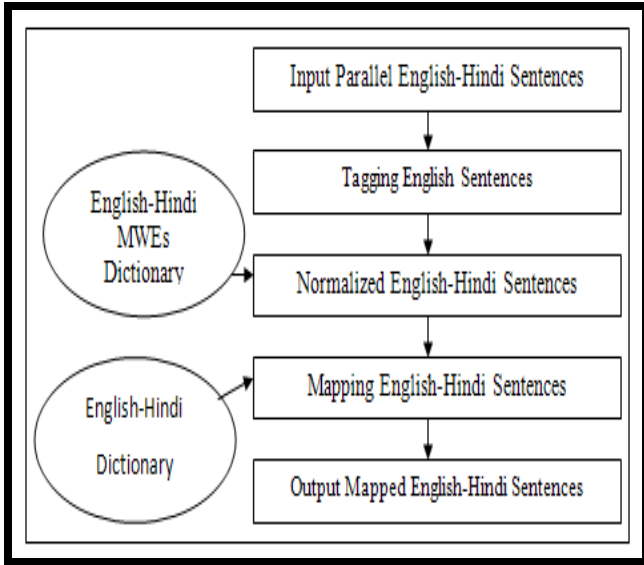 Input Parallel English-Hindi Sentences
Tagging English Sentences
English-Hindi
MWEs
Dictionary
Normalized English-Hindi Sentences
Mapping English-Hindi Sentences
English-Hindi
Dictionary
Output Mapped English-Hindi Sentences